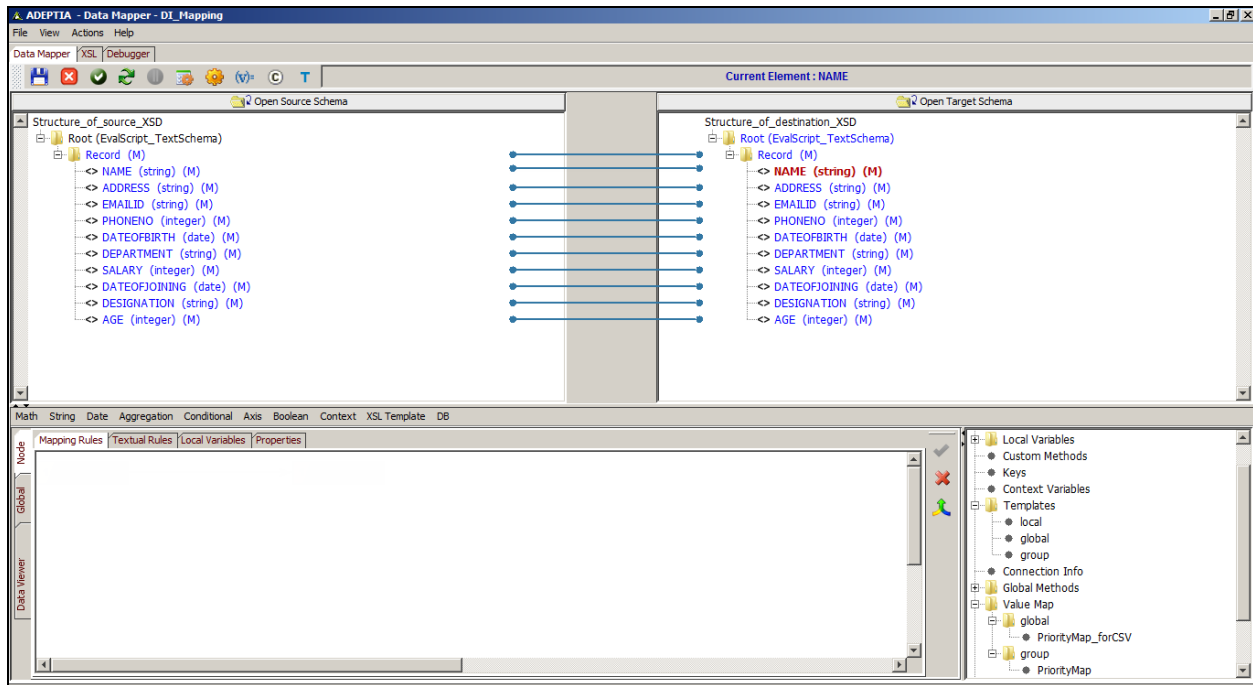 ADEPTIA - Data Mapper - DI_Mapping
File View Actions Help
Data Mapper XSL Debugger
(v)= C T Current Element : NAME
Open Source Schema Open Target Schema
Structure_of_source_XSD
Root (EvalScript_TextSchema)
Record (M)
<> NAME (string) (M)
<> ADDRESS (string) (M)
<> EMAILID (string) (M)
<> PHONENO (integer) (M)
<> DATEOFBIRTH (date) (M)
<> DEPARTMENT (string) (M)
<> SALARY (integer) (M)
<> DATEOFJOINING (date) (M)
<> DESIGNATION (string) (M)
<> AGE (integer) (M)
Structure_of_destination_XSD
Root (EvalScript_TextSchema)
Record (M)
<> NAME (string) (M)
<> ADDRESS (string) (M)
<> EMAILID (string) (M)
<> PHONENO (integer) (M)
<> DATEOFBIRTH (date) (M)
<> DEPARTMENT (string) (M)
<> SALARY (integer) (M)
<> DATEOFJOINING (date) (M)
<> DESIGNATION (string) (M)
<> AGE (integer) (M)
Math String Date Aggregation Conditional Axis Boolean Context XSL Template DB
Node
Global
Data Viewer
Mapping Rules Textual Rules Local Variables Properties
Local Variables
Custom Methods
Keys
Context Variables
Templates
local
global
group
Connection Info
Global Methods
Value Map
global
PriorityMap_forCSV
group
PriorityMap